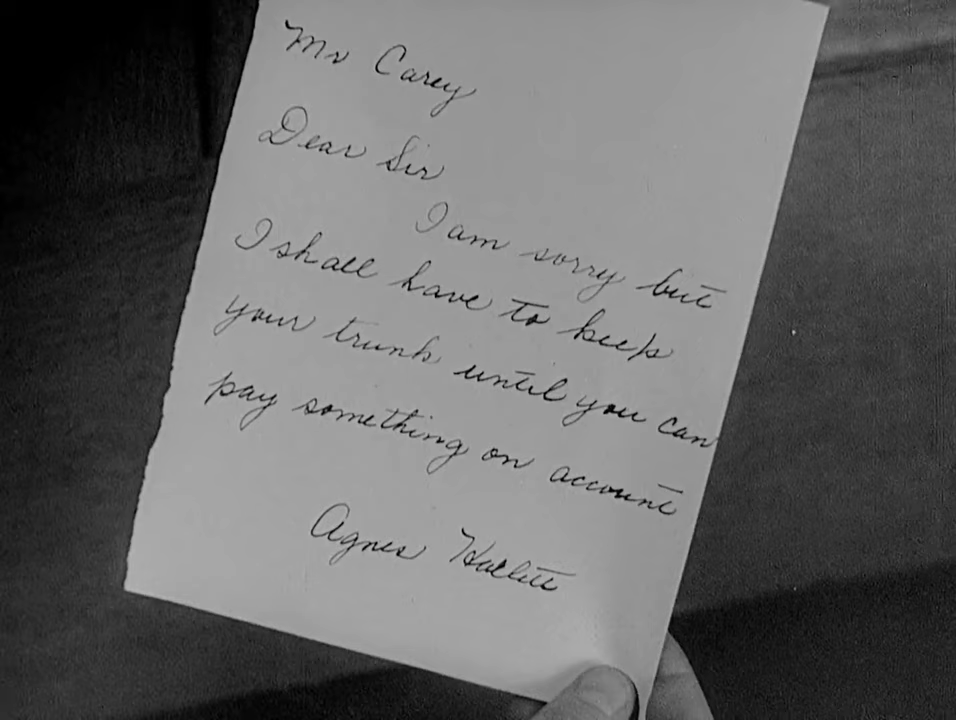 Mr Carey
Dear Sir
I am sorry but
I shall have to keep
your trunk until you can
pay something on account
Agnes